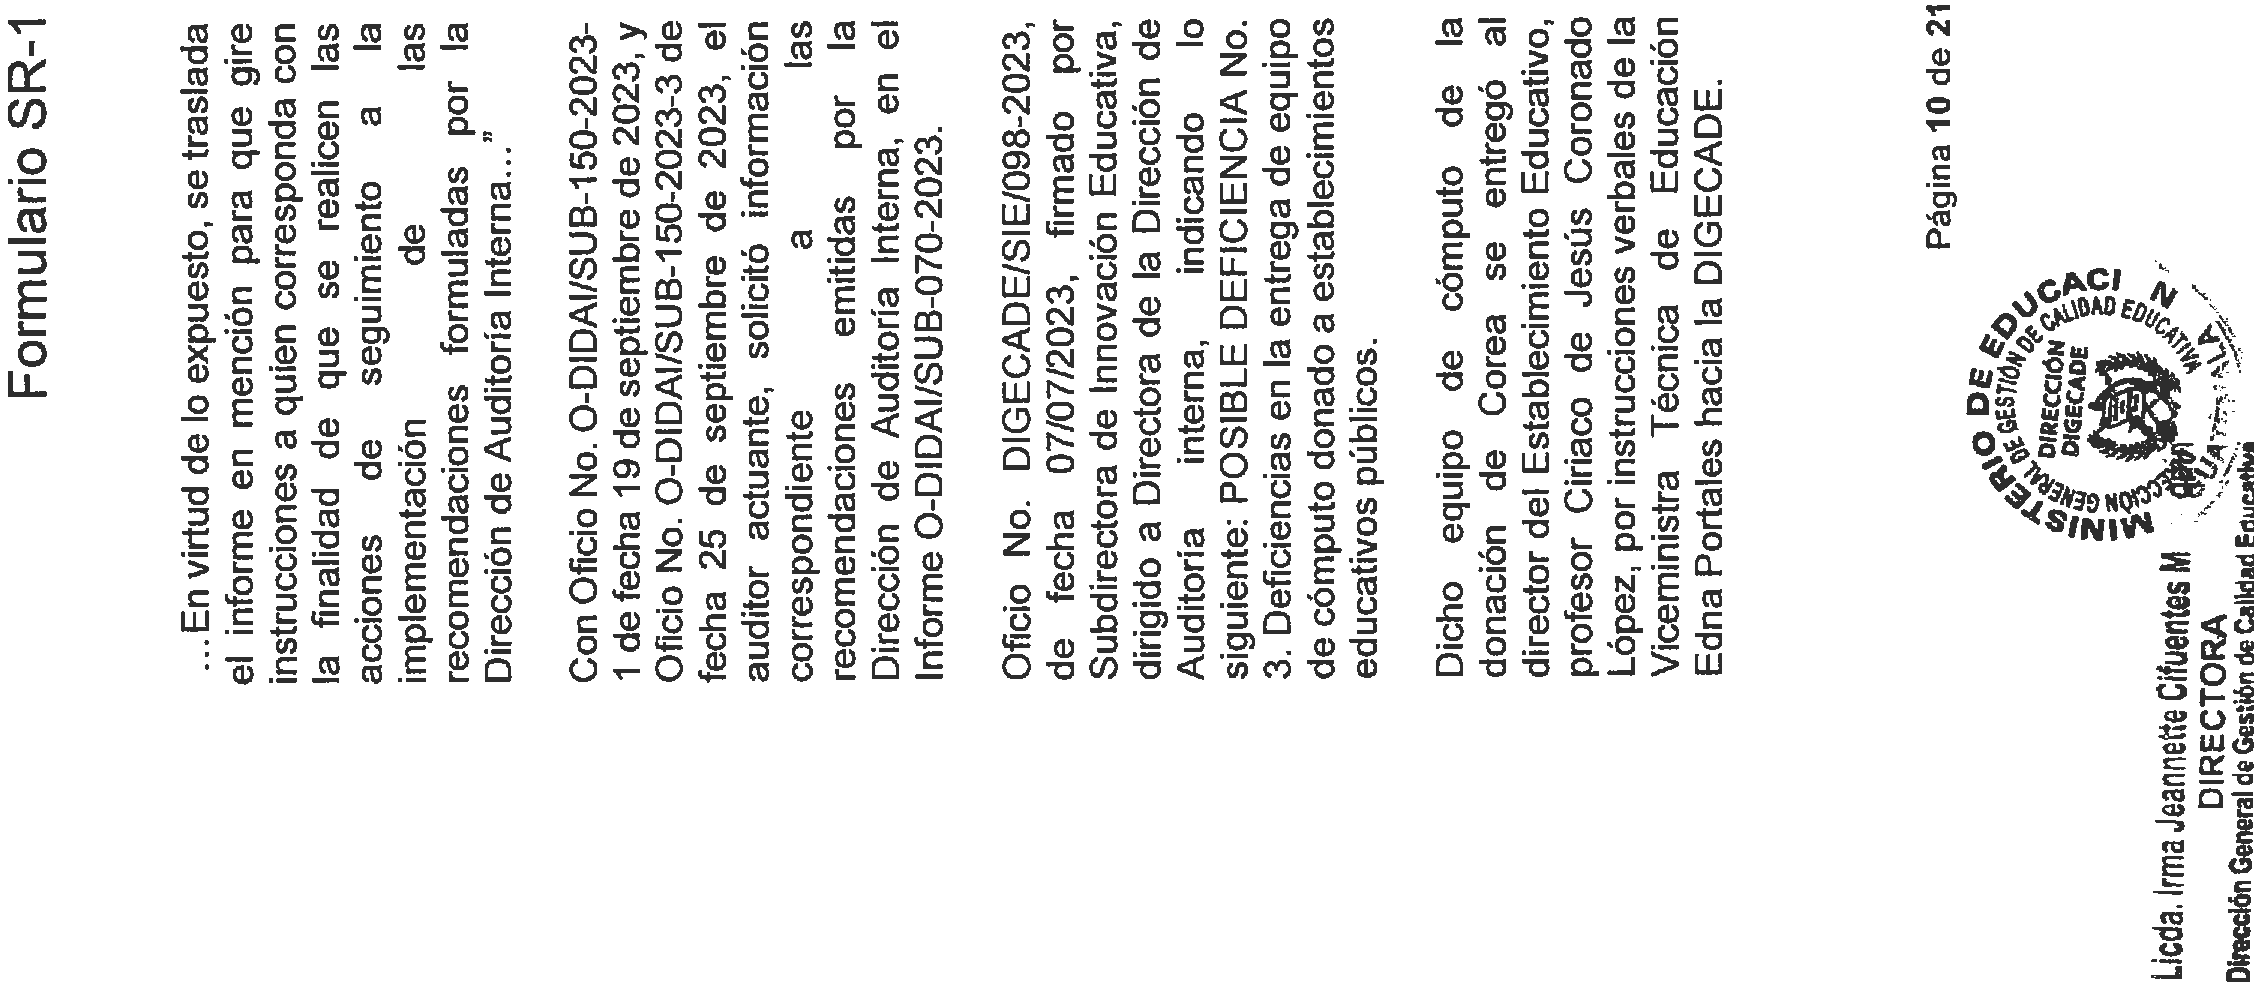 Formulario SR-1
…En virtud de lo expuesto, se traslada
el informe en mención para que gire
instrucciones a quien corresponda con
la finalidad de que se realicen las
acciones de seguimiento a la
implementación de las
recomendaciones formuladas por la
Dirección de Auditoría Interna…”
Con Oficio No. O-DIDAI/SUB-150-2023-
1 de fecha 19 de septiembre de 2023, y
Oficio No. O-DIDAI/SUB-150-2023-3 de
fecha 25 de septiembre de 2023, el
auditor actuante, solicitó información
correspondiente a las
recomendaciones emitidas por la
Dirección de Auditoría Interna, en el
Informe O-DIDAI/SUB-070-2023.
Oficio No. DIGECADE/SIE/098-2023,
de fecha 07/07/2023, firmado por
Subdirectora de Innovación Educativa,
dirigido a Directora de la Dirección de
Auditoría interna, indicando lo
siguiente: POSIBLE DEFICIENCIA No.
3. Deficiencias en la entrega de equipo
de cómputo donado a establecimientos
educativos públicos.
Dicho equipo de cómputo de la
donación de Corea se entregó al
director del Establecimiento Educativo,
profesor Ciriaco de Jesús Coronado
López, por instrucciones verbales de la
Viceministra Técnica de Educación
Edna Portales hacia la DIGECADE.
Página 10 de 21
MINISTERIO DE EDUCACI N
DIRECCIÓN GENERAL DE GESTIÓN DE CALIDAD EDUCATIVA
DIRECCIÓN
DIGECADE
Licda. Irma Jeannette Cifuentes M
DIRECTORA
Dirección General de Gestión de Calidad Educativa